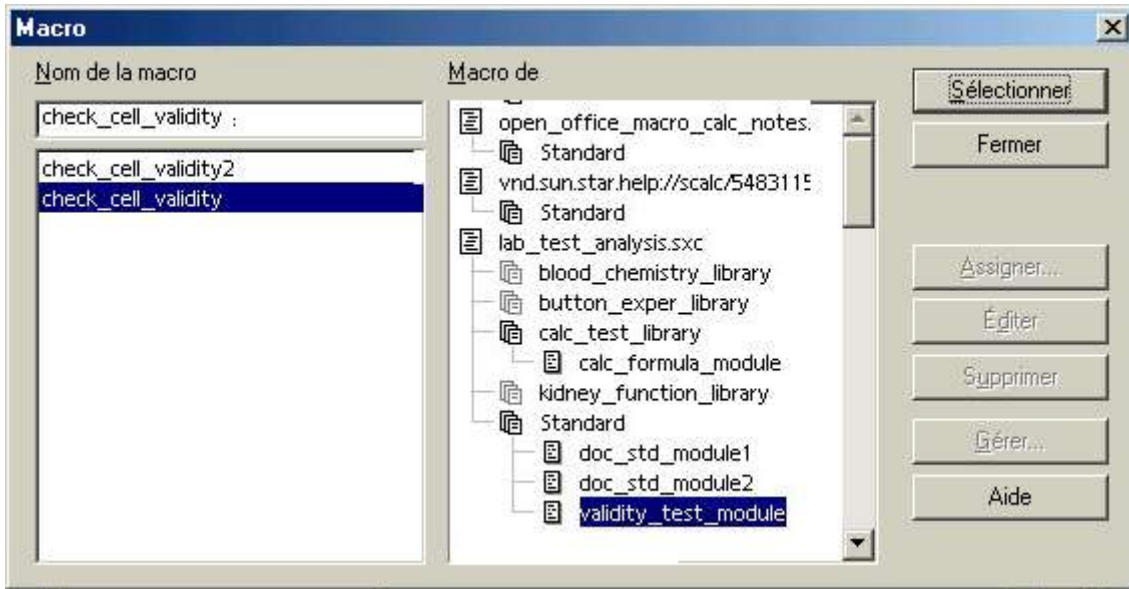 Macro
Nom de la macro
check_cell_validity :
check_cell_validity2
check_cell_validity
Macro de
open_office_macro_calc_notes.
Standard
vnd.sun.star.help://scalc/5483115
Standard
lab_test_analysis.sxc
blood_chemistry_library
button_exper_library
calc_test_library
calc_formula_module
kidney_function_library
Standard
doc_std_module1
doc_std_module2
validity_test_module
Sélectionner
Fermer
Assigner...
Éditer
Supprimer
Gérer...
Aide